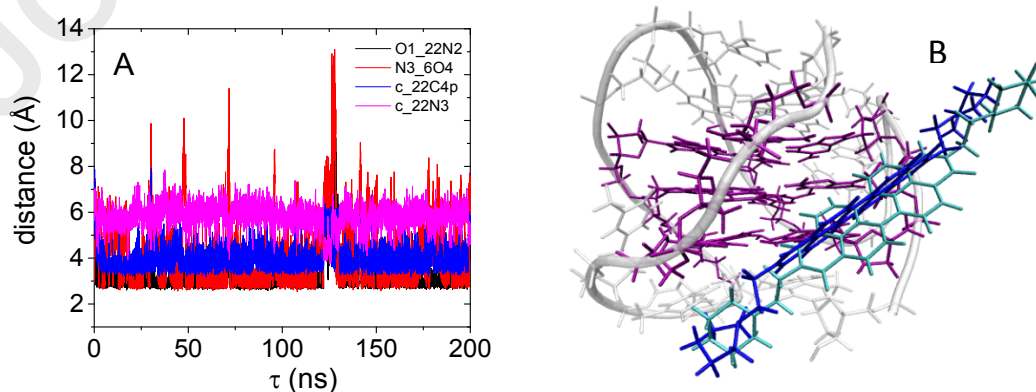 A
B
O1_22N2
N3_6O4
c_22C4p
c_22N3
distance (Å)
14
12
10
8
6
4
2
0 50 100 150 200
τ (ns)